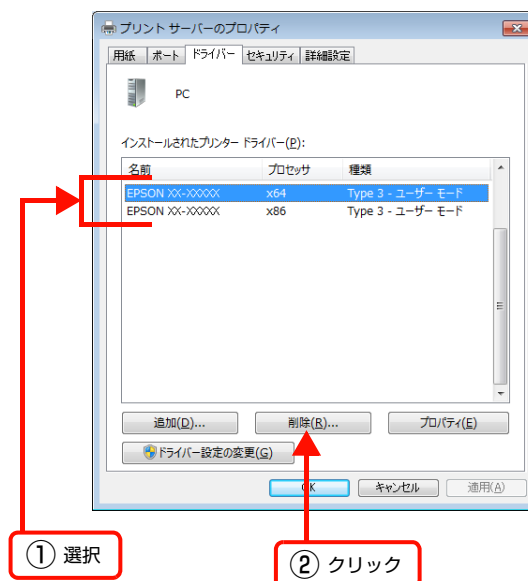 プリント サーバーのプロパティ
用紙 ポート ドライバー セキュリティ 詳細設定
PC
インストールされたプリンター ドライバー(P):
名前 プロセッサ 種類
EPSON XX-XXXXX x64 Type 3 - ユーザー モード
EPSON XX-XXXXX x86 Type 3 - ユーザー モード
追加(D)... 削除(R)... プロパティ(E)
ドライバー設定の変更(G)
OK キャンセル 適用(A)
① 選択
② クリック